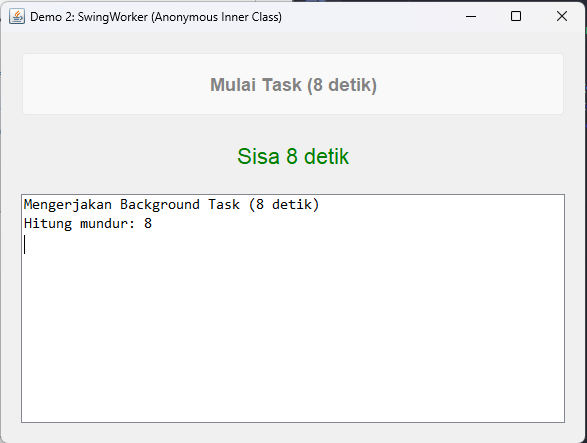 Demo 2: SwingWorker (Anonymous Inner Class)
Mulai Task (8 detik)
Sisa 8 detik
Mengerjakan Background Task (8 detik)
Hitung mundur: 8